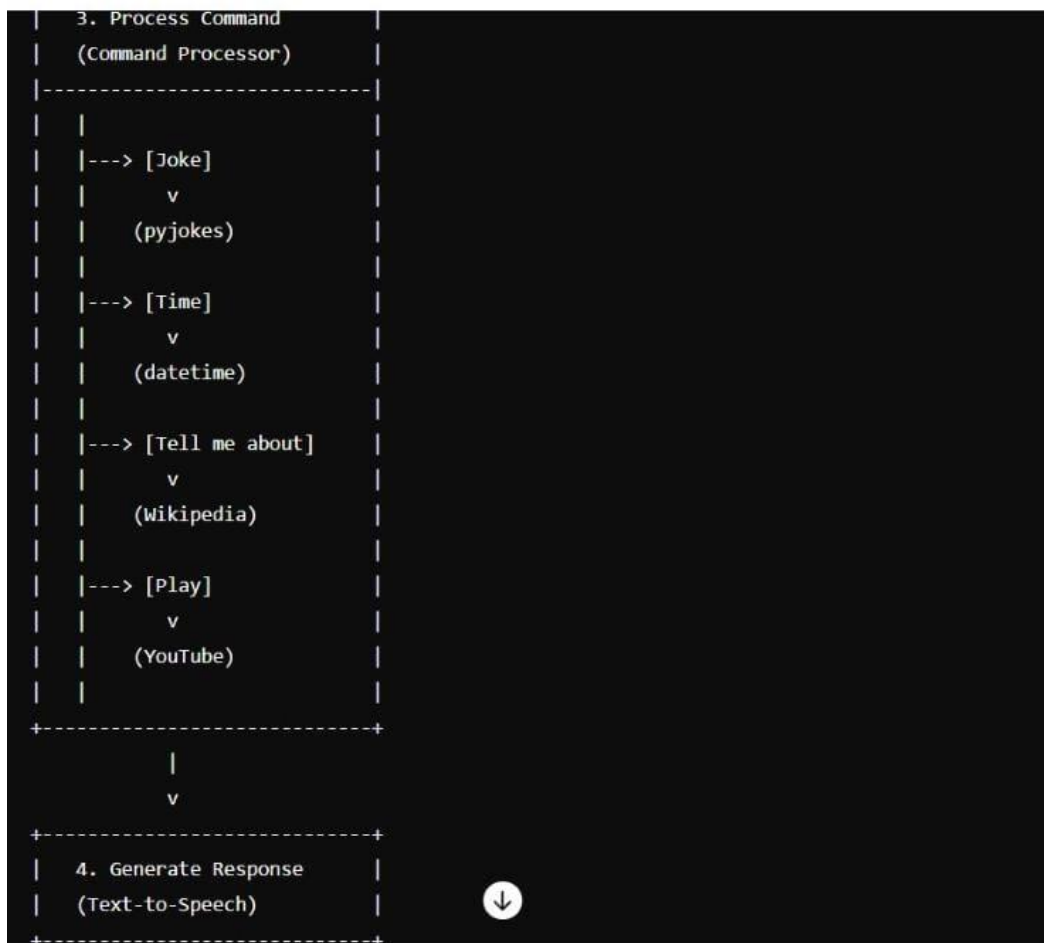 |   3. Process Command      |
|   (Command Processor)       |
|-----------------------------|
|   |                         |
|   |---> [Joke]              |
|   |       v                 |
|   |    (pyjokes)            |
|   |                         |
|   |---> [Time]              |
|   |       v                 |
|   |    (datetime)           |
|   |                         |
|   |---> [Tell me about]     |
|   |       v                 |
|   |    (Wikipedia)          |
|   |                         |
|   |---> [Play]              |
|   |       v                 |
|   |    (YouTube)            |
|   |                         |
+-----------------------------+
            |
            v
+-----------------------------+
|   4. Generate Response      |
|   (Text-to-Speech)          |
+-----------------------------+